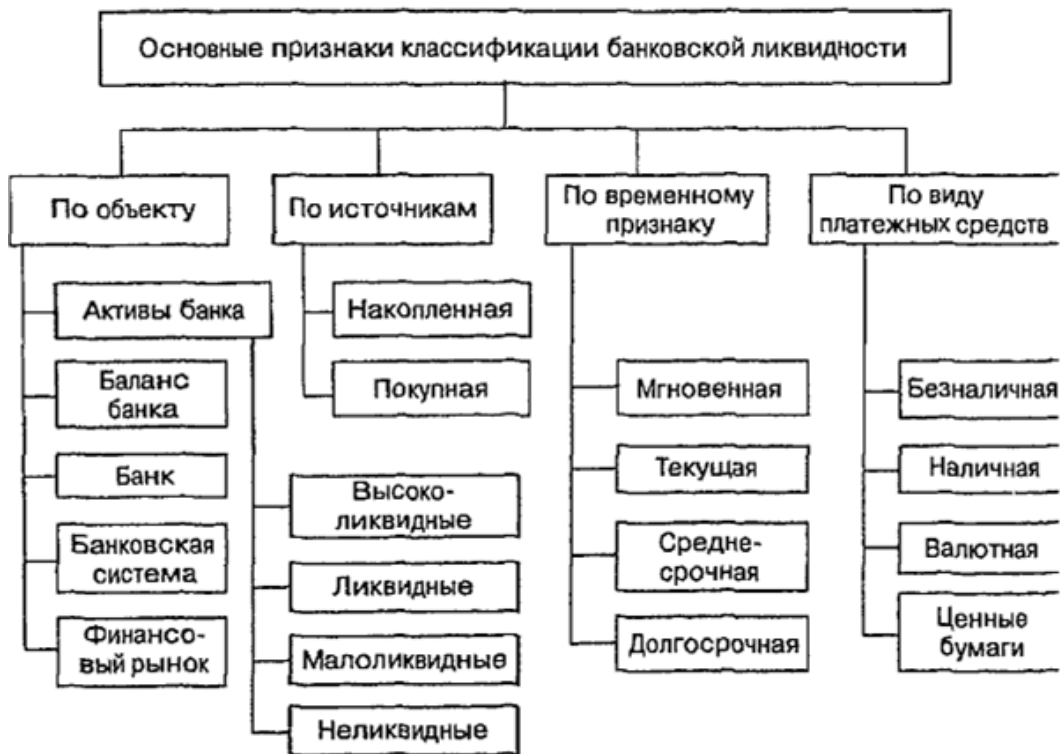 Основные признаки классификации банковской ликвидности
По объекту
По источникам
По временному
признаку
По виду
платежных средств
Активы банка
Баланс
банка
Банк
Банковская
система
Финансо-
вый рынок
Высоко-
ликвидные
Ликвидные
Малоликвидные
Неликвидные
Накопленная
Покупная
Мгновенная
Текущая
Средне-
срочная
Долгосрочная
Безналичная
Наличная
Валютная
Ценные
бумаги